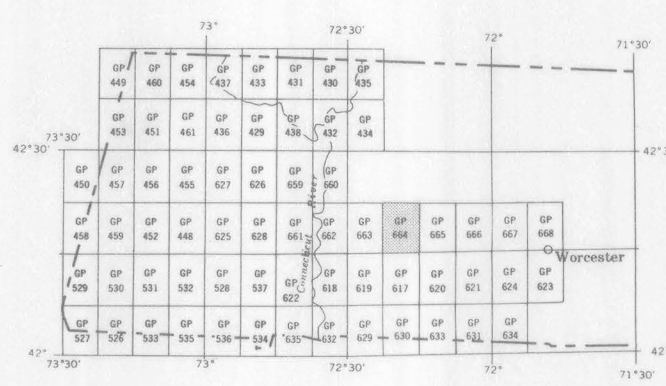 73° 72°30' 72° 71°30'
GP 449 GP 460 GP 454 GP 437 GP 433 GP 431 GP 430 GP 435
GP 453 GP 451 GP 461 GP 436 GP 429 GP 438 GP 432 GP 434
73°30'
42°30' 42°3
GP 450 GP 457 GP 456 GP 455 GP 627 GP 626 GP 659 GP 660
GP 458 GP 459 GP 452 GP 448 GP 625 GP 628 GP 661 GP 662 GP 663 GP 664 GP 665 GP 666 GP 667 GP 668
Connecticut River
Worcester
GP 529 GP 530 GP 531 GP 532 GP 528 GP 537 GP 622 GP 618 GP 619 GP 617 GP 620 GP 621 GP 624 GP 623
GP 527 GP 526 GP 533 GP 535 GP 536 GP 534 GP 635 GP 632 GP 629 GP 630 GP 633 GP 631 GP 634
42° 42
73°30' 73° 72°30' 72° 71°30'